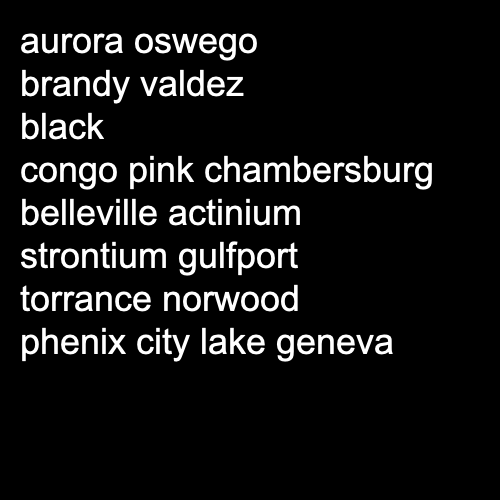 aurora oswego
brandy valdez
black
congo pink chambersburg
belleville actinium
strontium gulfport
torrance norwood
phenix city lake geneva